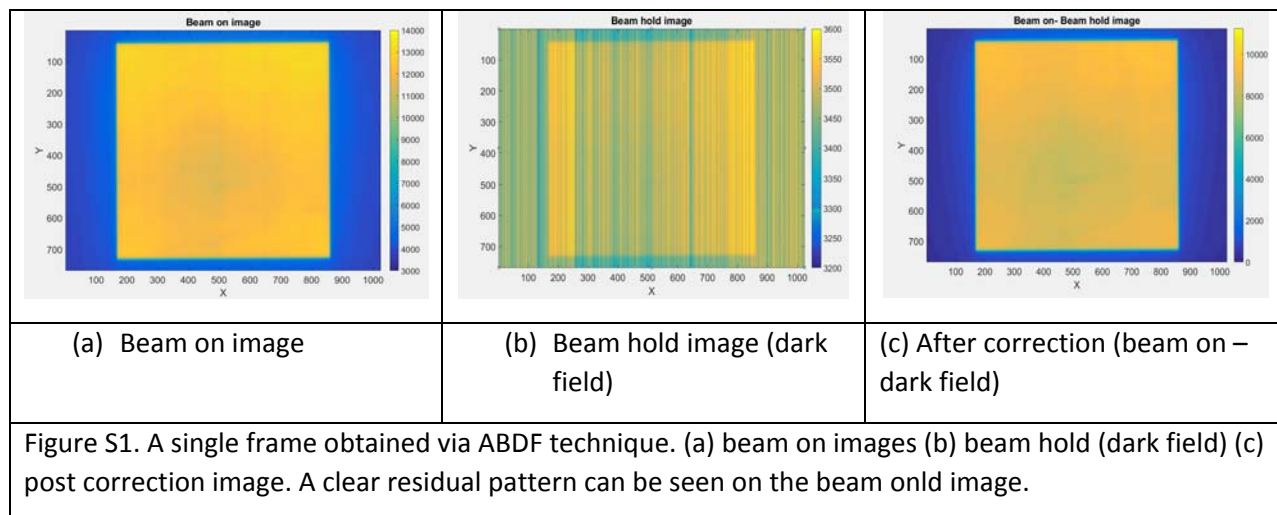 Beam on image
14000
13000
12000
11000
10000
9000
8000
7000
6000
5000
4000
3000
100
200
300
400
500
600
700
Y
100 200 300 400 500 600 700 800 900 1000
X
Beam hold image
3600
3550
3500
3450
3400
3350
3300
3250
3200
100
200
300
400
500
600
700
Y
100 200 300 400 500 600 700 800 900 1000
X
Beam on- Beam hold image
10000
8000
6000
4000
2000
0
100
200
300
400
500
600
700
Y
100 200 300 400 500 600 700 800 900 1000
X
(a) Beam on image
(b) Beam hold image (dark
field)
(c) After correction (beam on –
dark field)
Figure S1. A single frame obtained via ABDF technique. (a) beam on images (b) beam hold (dark field) (c)
post correction image. A clear residual pattern can be seen on the beam onld image.